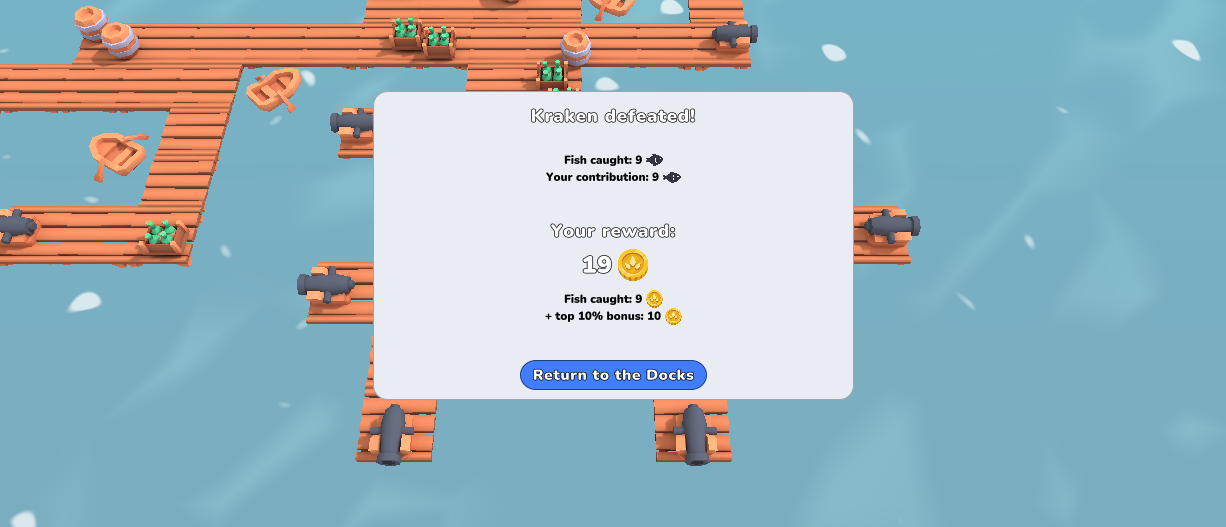 Kraken defeated!
Fish caught: 9
Your contribution: 9
Your reward:
19
Fish caught: 9
+ top 10% bonus: 10
Return to the Docks